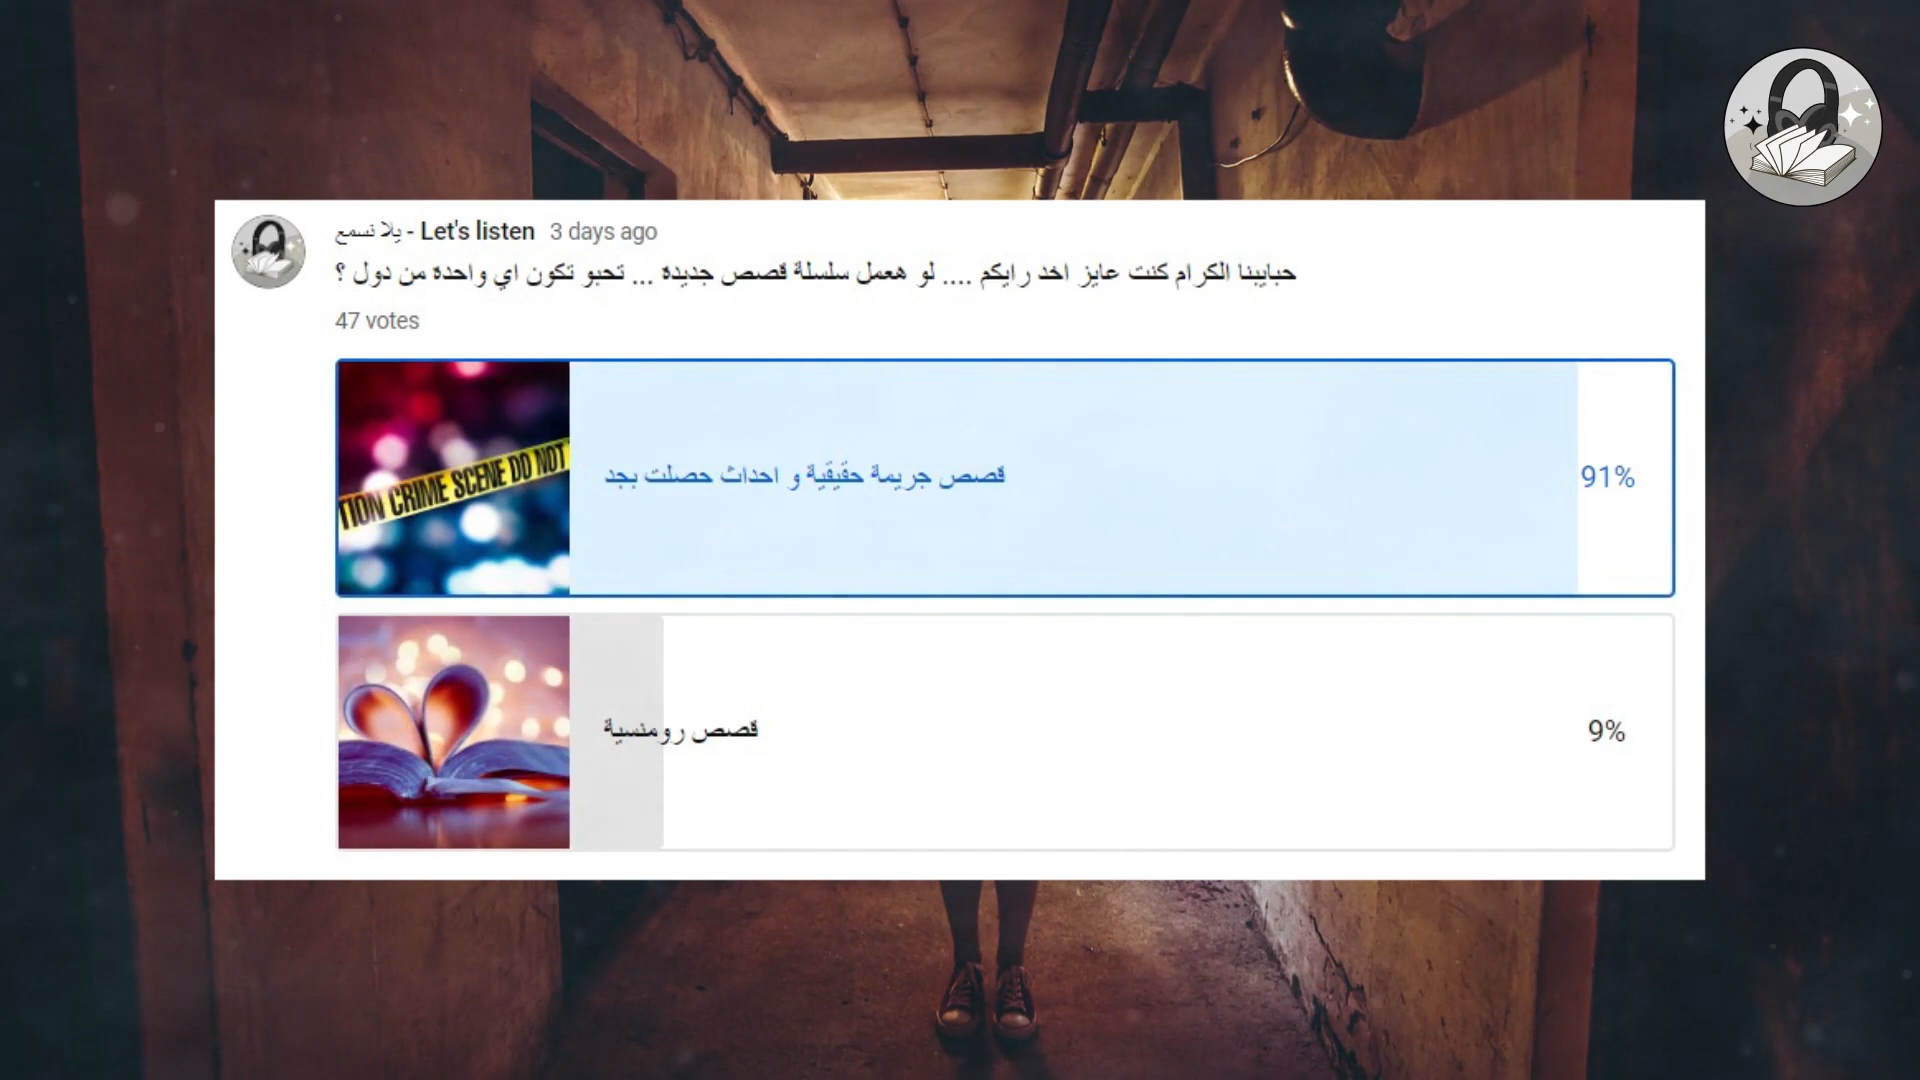 يلا نسمع - Let's listen 3 days ago
حبايبنا الكرام كنت عايز اخد رايكم .... لو هعمل سلسلة قصص جديدة ... تحبو تكون اي واحدة من دول ؟
47 votes
TION CRIME SCENE DO NOT
قصص جريمة حقيقية و احداث حصلت بجد
91%
قصص رومنسية
9%